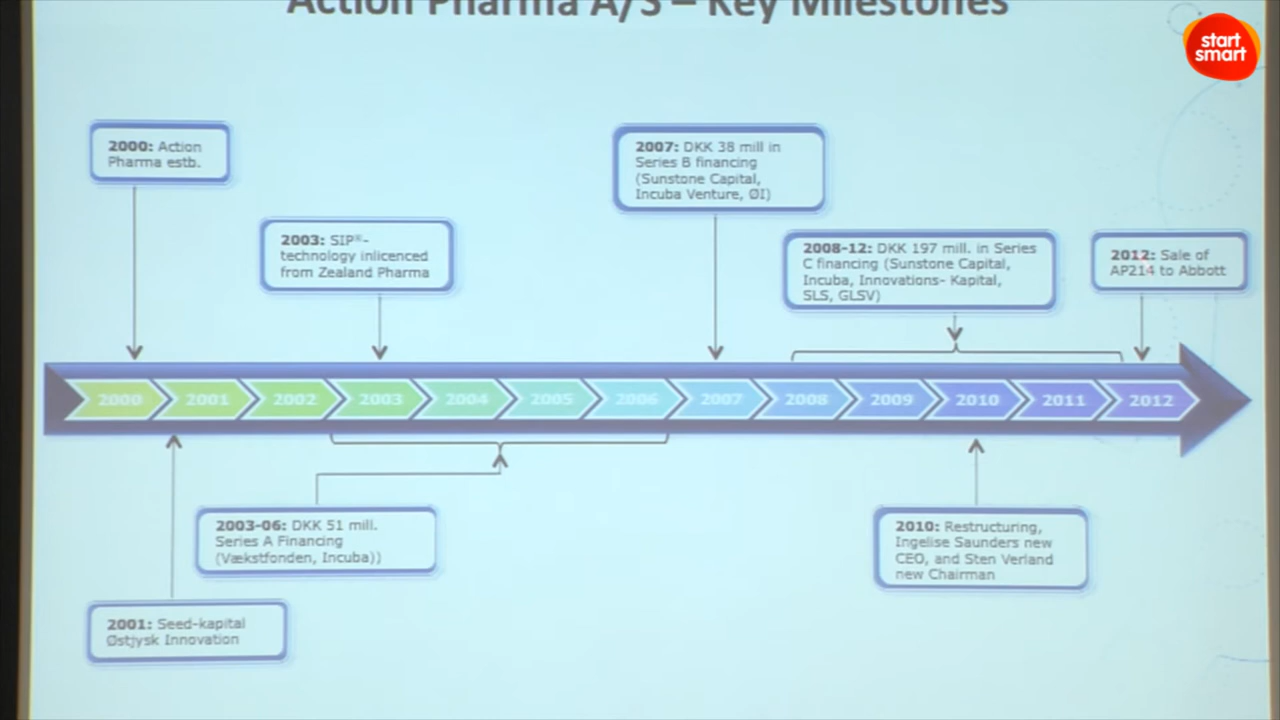 Action Pharma A/S – Key Milestones
start
smart
2000: Action
Pharma estb.
2007: DKK 38 mill in
Series B financing
(Sunstone Capital,
Incuba Venture, ØI)
2003: SIP®-
technology inlicenced
from Zealand Pharma
2008-12: DKK 197 mill. in Series
C financing (Sunstone Capital,
Incuba, Innovations- Kapital,
SLS, GLSV)
2012: Sale of
AP214 to Abbott
2000 2001 2002 2003 2004 2005 2006 2007 2008 2009 2010 2011 2012
2003-06: DKK 51 mill.
Series A Financing
(Vækstfonden, Incuba))
2010: Restructuring,
Ingelise Saunders new
CEO, and Sten Verland
new Chairman
2001: Seed-kapital
Østjysk Innovation